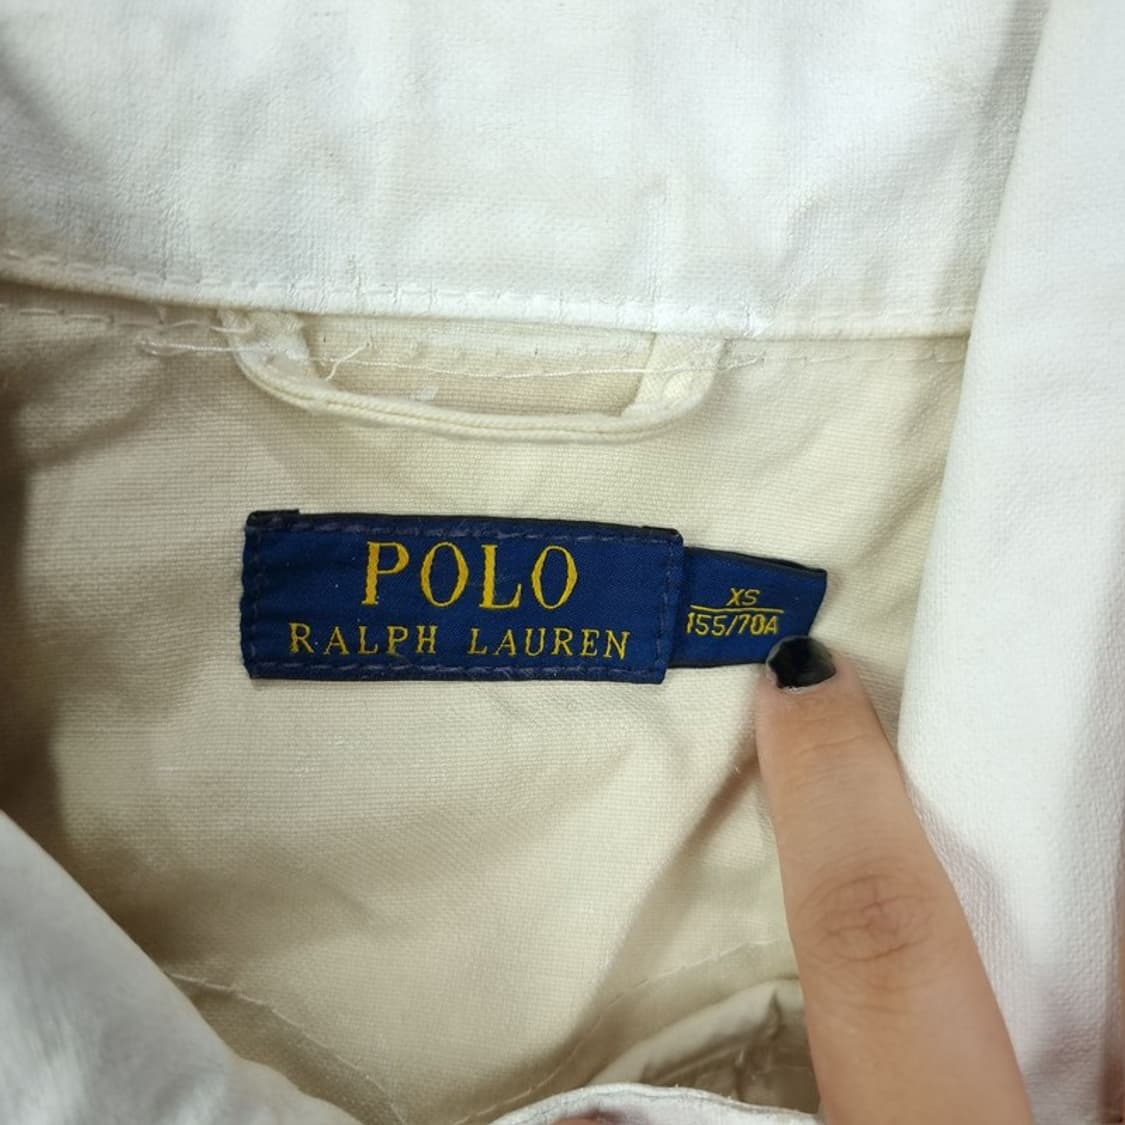 POLO
RALPH LAUREN
XS
155/70A